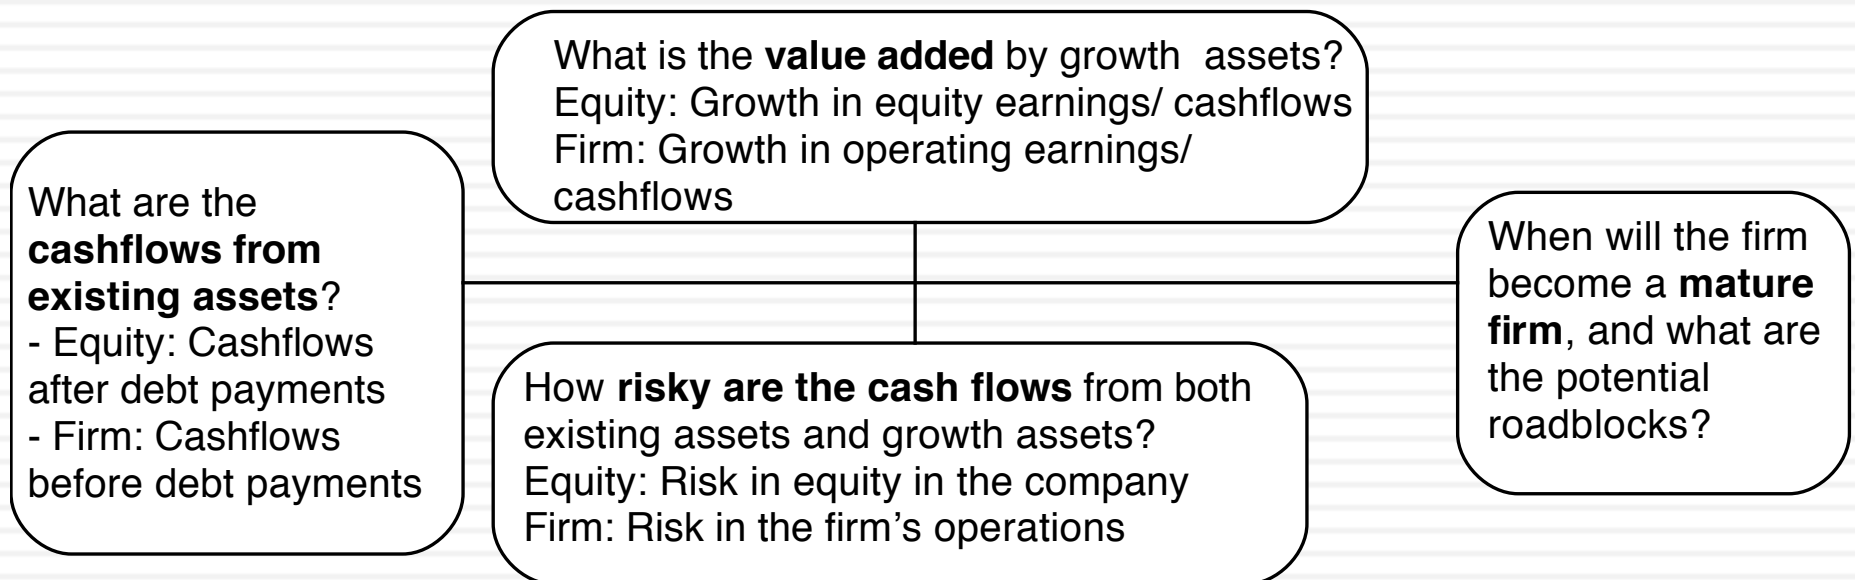 What is the value added by growth  assets?
Equity: Growth in equity earnings/ cashflows
Firm: Growth in operating earnings/
cashflows
What are the
cashflows from
existing assets?
- Equity: Cashflows
after debt payments
- Firm: Cashflows
before debt payments
How risky are the cash flows from both
existing assets and growth assets?
Equity: Risk in equity in the company
Firm: Risk in the firm’s operations
When will the firm
become a mature
firm, and what are
the potential
roadblocks?